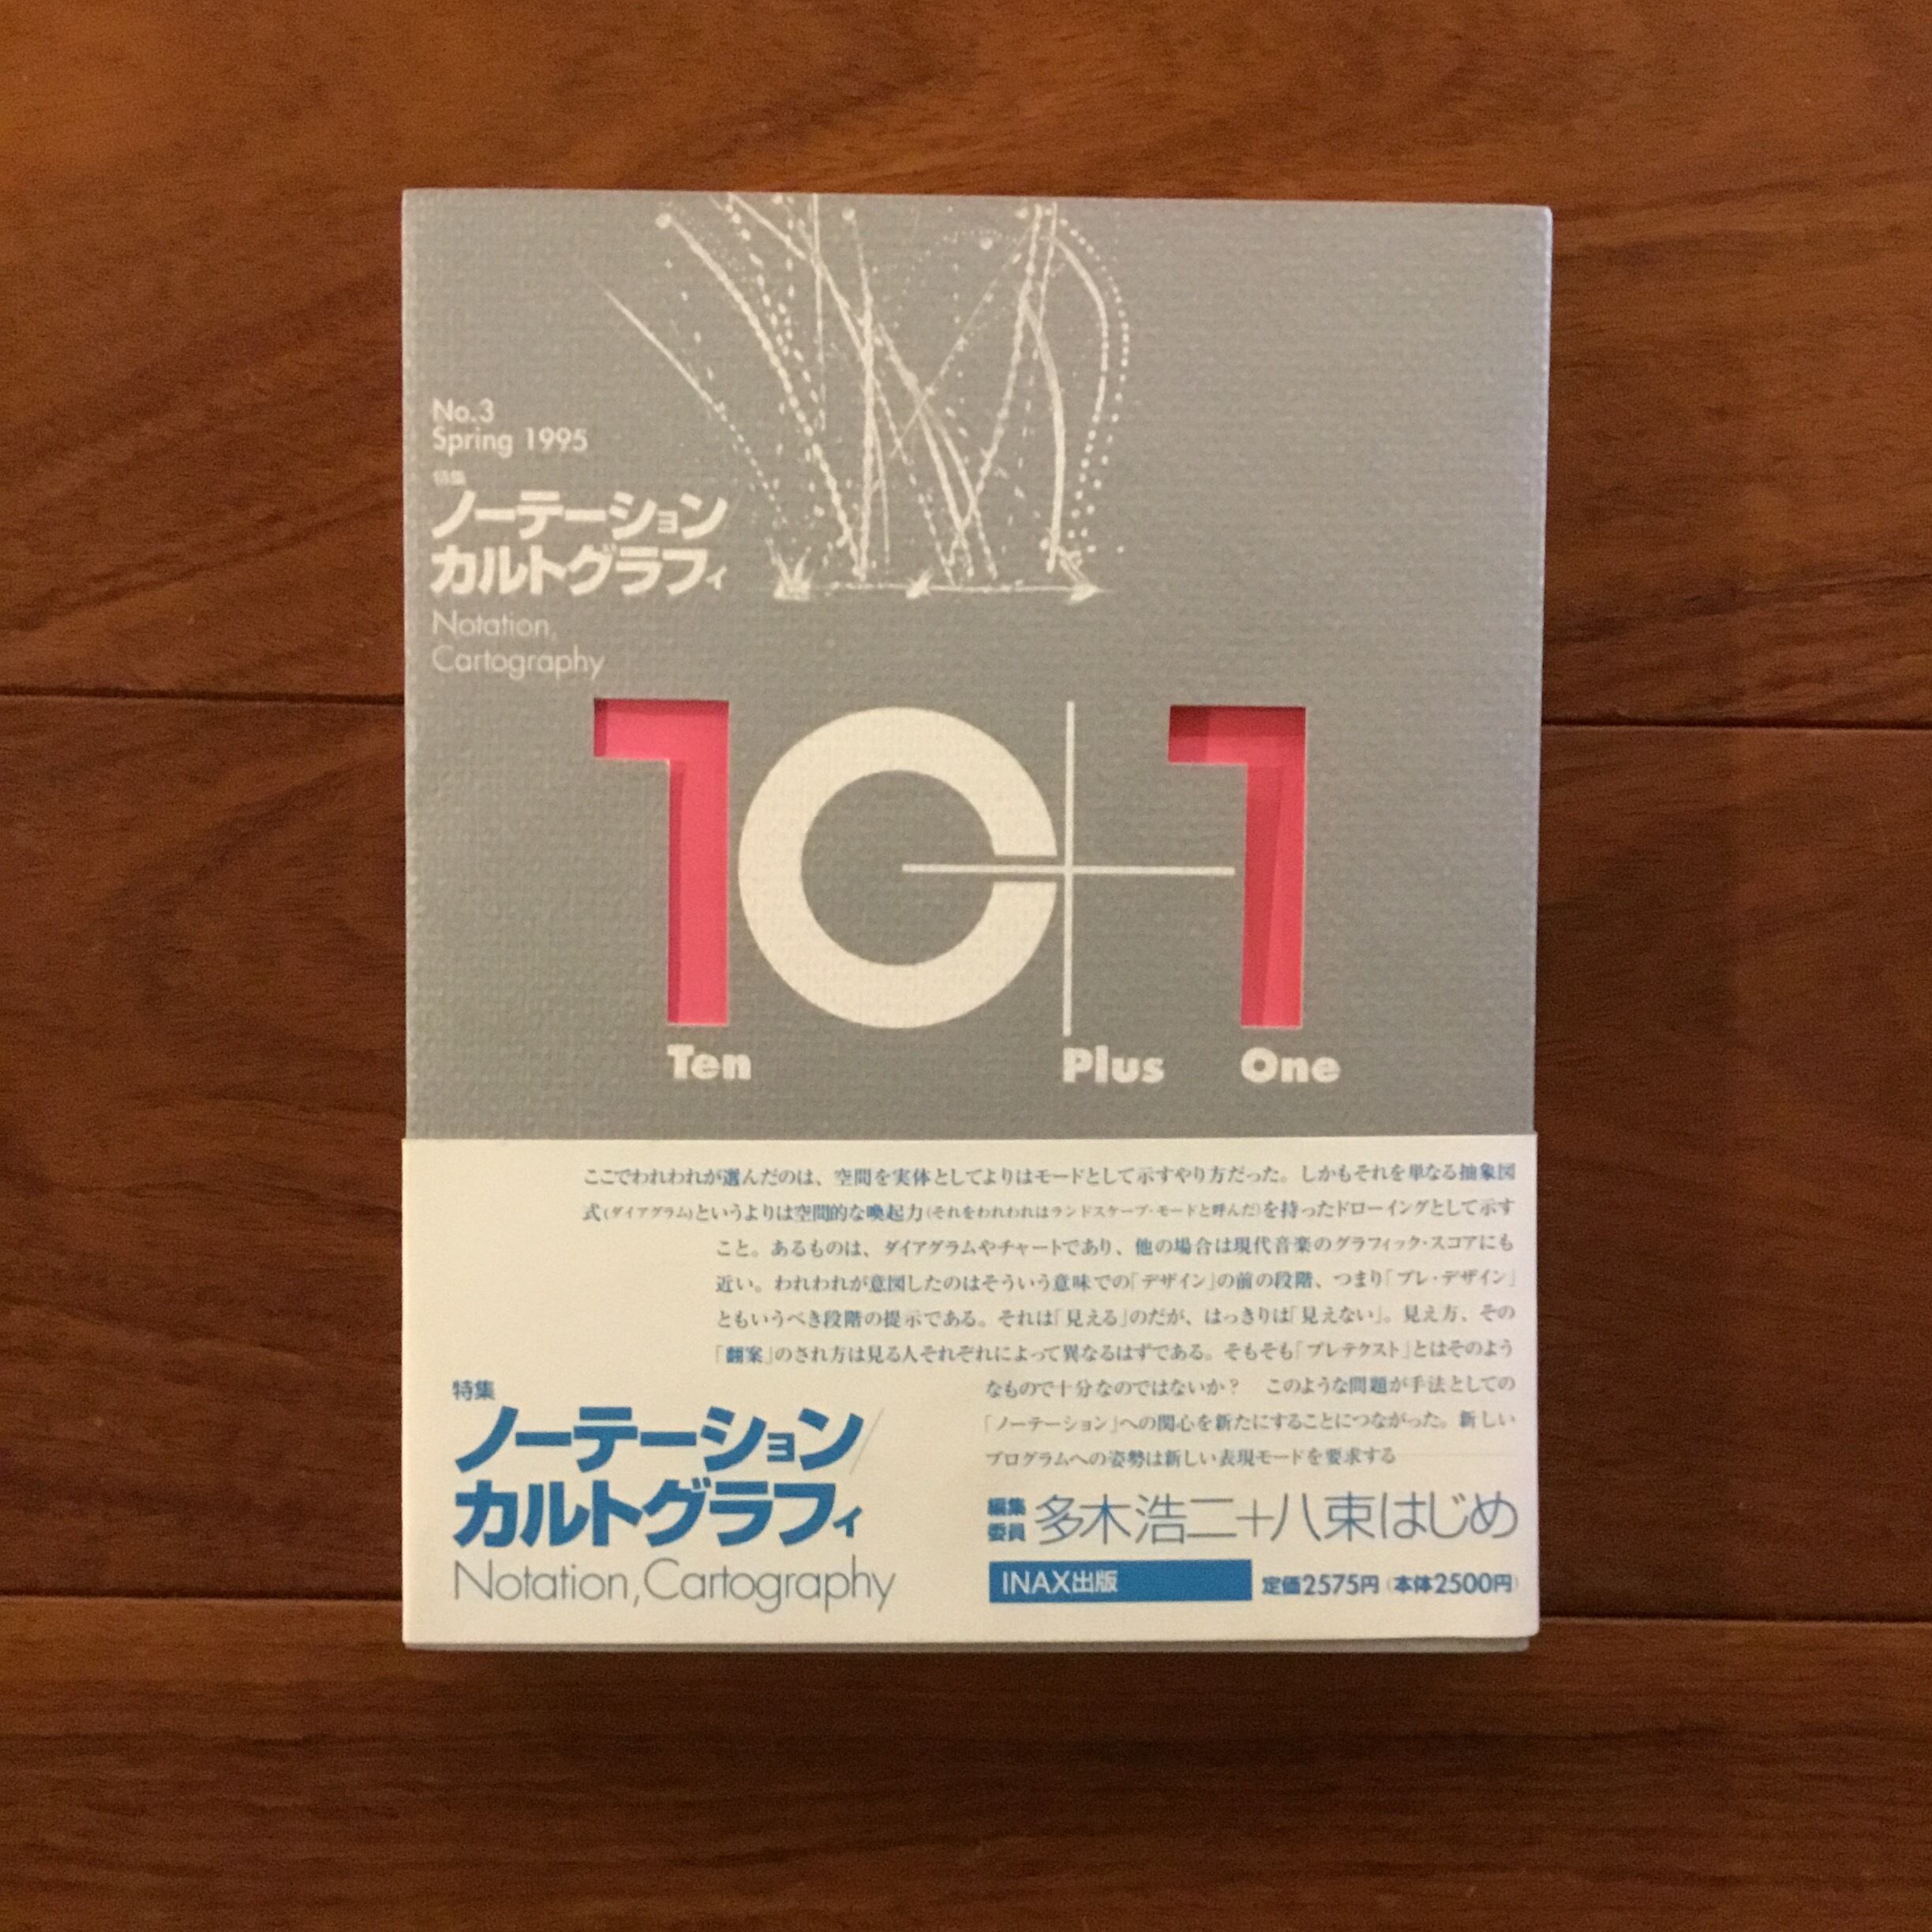 No.3
Spring 1995
特集
ノーテーション
カルトグラフィ
Notation,
Cartography
10+1
Ten Plus One
ここでわれわれが選んだのは、空間を実体としてよりはモードとして示すやり方だった。しかもそれを単なる抽象図
式(ダイアグラム)というよりは空間的な喚起力(それをわれわれはランドスケープ・モードと呼んだ)を持ったドローイングとして示す
こと。あるものは、ダイアグラムやチャートであり、他の場合は現代音楽のグラフィック・スコアにも
近い。われわれが意図したのはそういう意味での「デザイン」の前の段階、つまり「プレ・デザイン」
ともいうべき段階の提示である。それは「見える」のだが、はっきりは「見えない」。見え方、その
「翻案」のされ方は見る人それぞれによって異なるはずである。そもそも「プレテクスト」とはそのよう
なもので十分なのではないか？　このような問題が手法としての
「ノーテーション」への関心を新たにすることにつながった。新しい
プログラムへの姿勢は新しい表現モードを要求する
特集
ノーテーション/
カルトグラフィ
Notation, Cartography
編集
委員
多木浩二+八束はじめ
INAX出版
定価2575円(本体2500円)